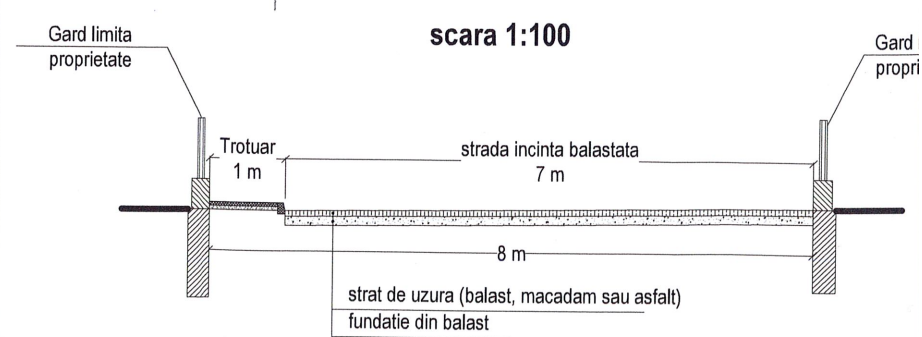 scara 1:100
Gard limita
proprietate
Gard
propri
Trotuar
1 m
strada incinta balastata
7 m
8 m
strat de uzura (balast, macadam sau asfalt)
fundatie din balast